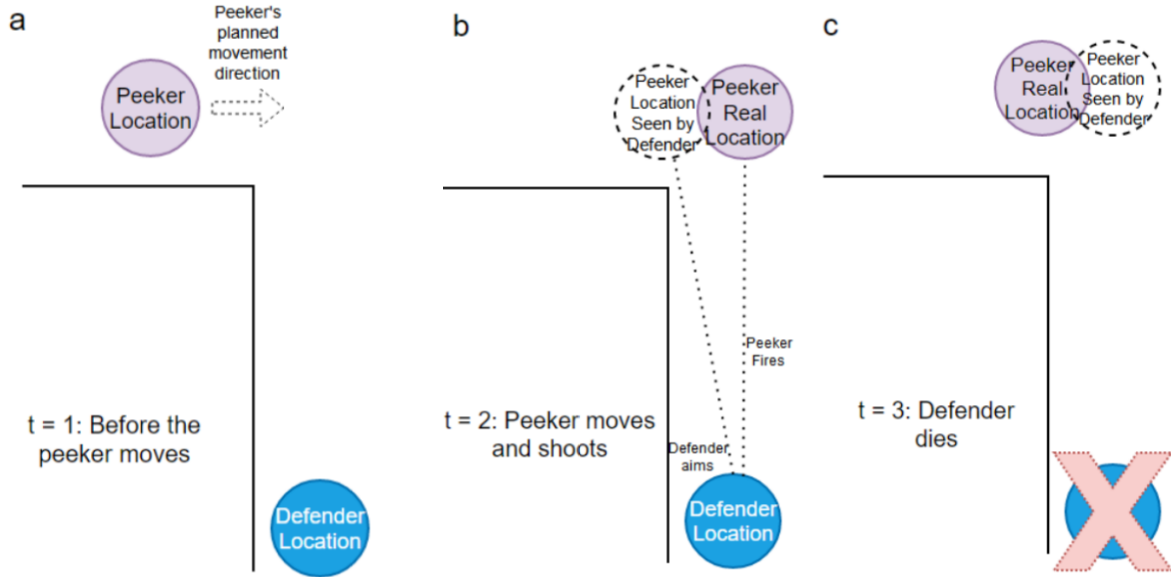 a
Peeker's
planned
movement
direction
Peeker
Location
t = 1: Before the
peeker moves
Defender
Location
b
Peeker
Location
Seen by
Defender
Peeker
Real
Location
Peeker
Fires
t = 2: Peeker moves
and shoots
Defender
aims
Defender
Location
c
Peeker
Real
Location
Peeker
Location
Seen by
Defender
t = 3: Defender
dies